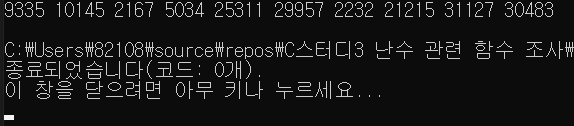 9335 10145 2167 5034 25311 29957 2232 21215 31127 30483
C:₩Users₩82108₩source₩repos₩C스터디3 난수 관련 함수 조사₩
종료되었습니다(코드: 0개).
이 창을 닫으려면 아무 키나 누르세요...